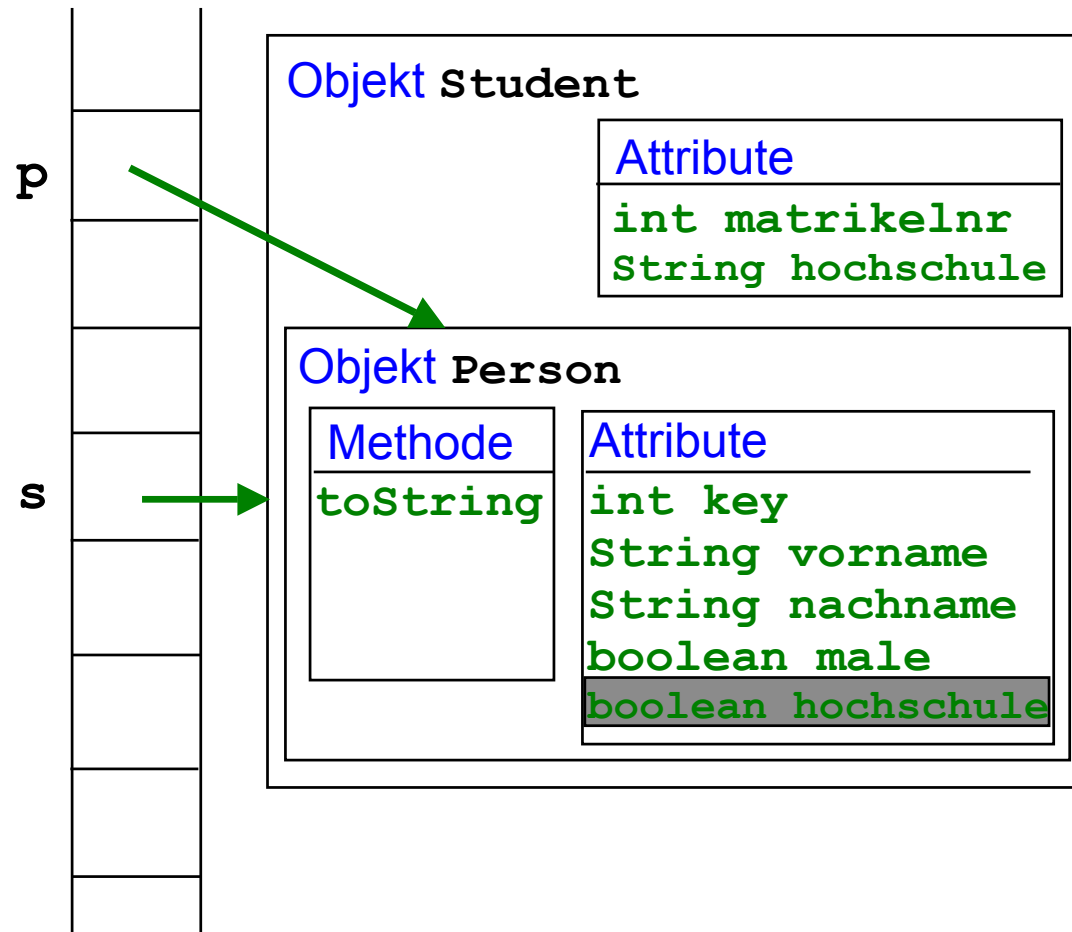 Objekt Student
Attribute
p
int matrikelnr
String hochschule
Objekt Person
Methode
Attribute
s
toString
int key
String vorname
String nachname
boolean male
boolean hochschule